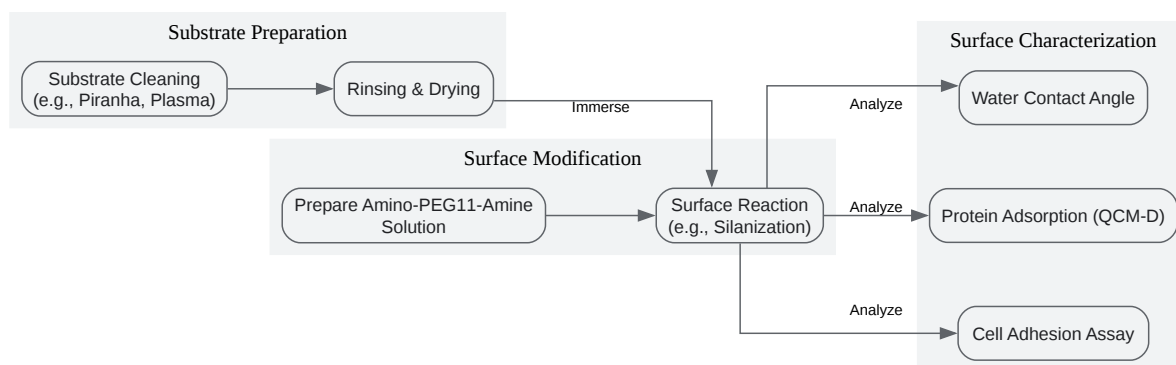 Substrate Preparation
Substrate Cleaning
(e.g., Piranha, Plasma)
Rinsing & Drying
Immerse
Surface Modification
Prepare Amino-PEG11-Amine
Solution
Surface Reaction
(e.g., Silanization)
Analyze
Analyze
Analyze
Surface Characterization
Water Contact Angle
Protein Adsorption (QCM-D)
Cell Adhesion Assay